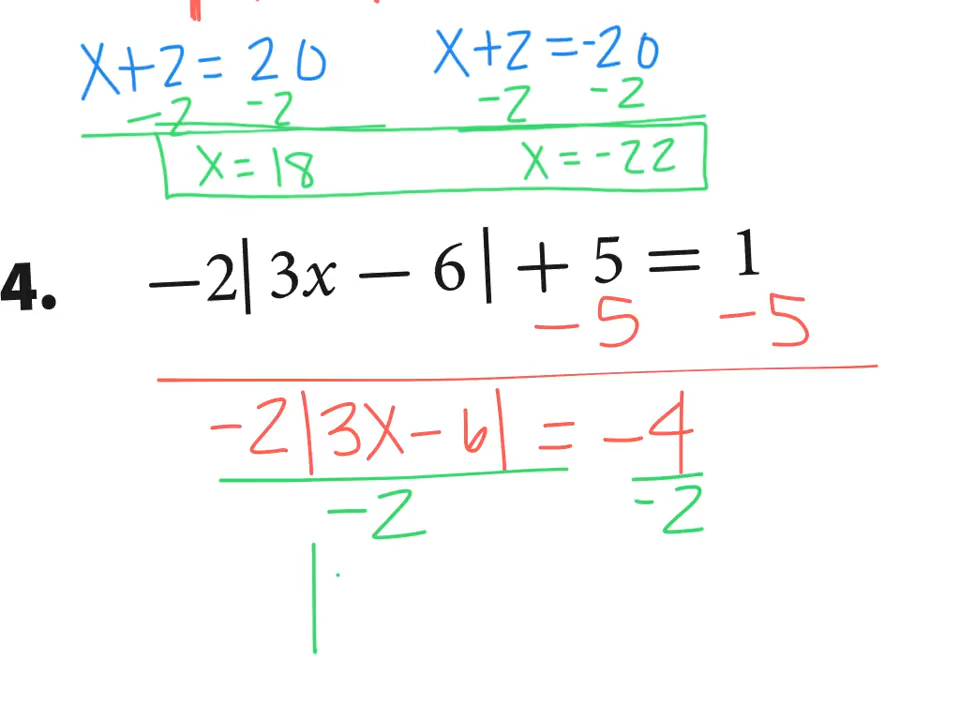 x+2=20 x+2=-20
-2 -2 -2 -2
x=18 x=-22
4. −2|3x − 6| + 5 = 1
-5 -5
-2|3x-6| = -4
-2 -2
|